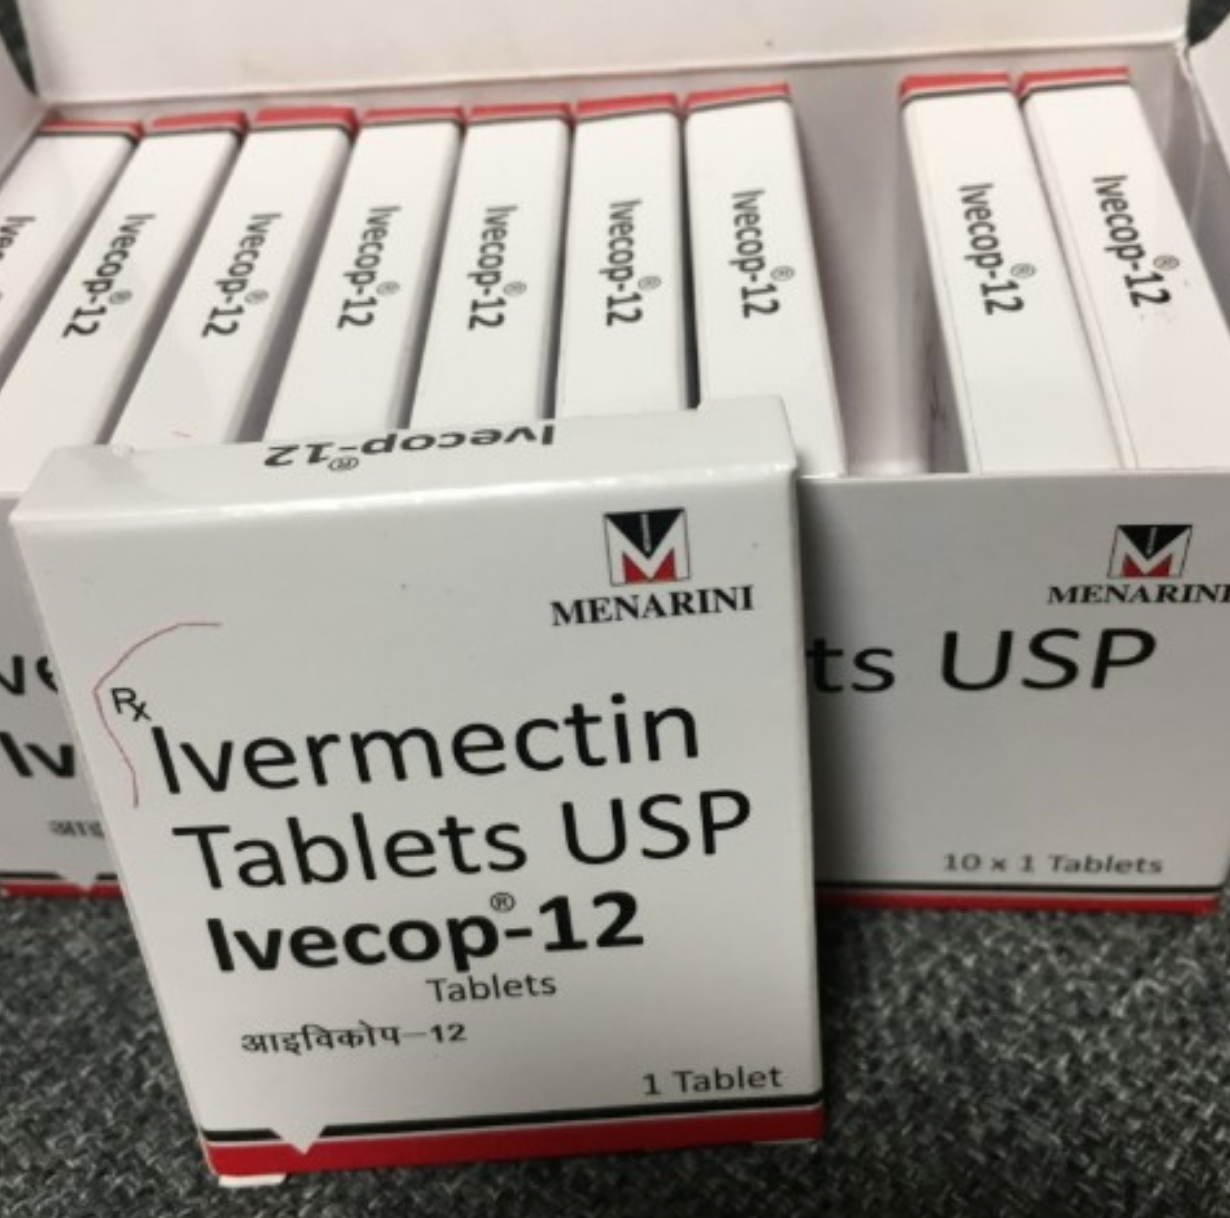 Ivecop®-12
Ivecop®-12
Ivecop®-12
Ivecop®-12
Ivecop®-12
Ivecop®-12
Ivecop®-12
Ivecop®-12
Ivecop®-12
MENARINI
Rx
Ivermectin
Tablets USP
Ivecop®-12
Tablets
आइविकोप-12
1 Tablet
MENARINI
ts USP
10 x 1 Tablets